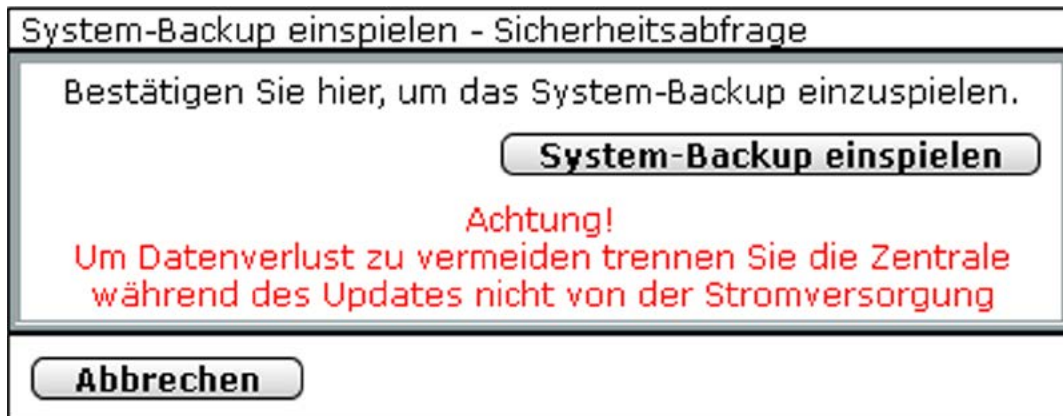 System-Backup einspielen - Sicherheitsabfrage
Bestätigen Sie hier, um das System-Backup einzuspielen.
System-Backup einspielen
Achtung!
Um Datenverlust zu vermeiden trennen Sie die Zentrale
während des Updates nicht von der Stromversorgung
Abbrechen